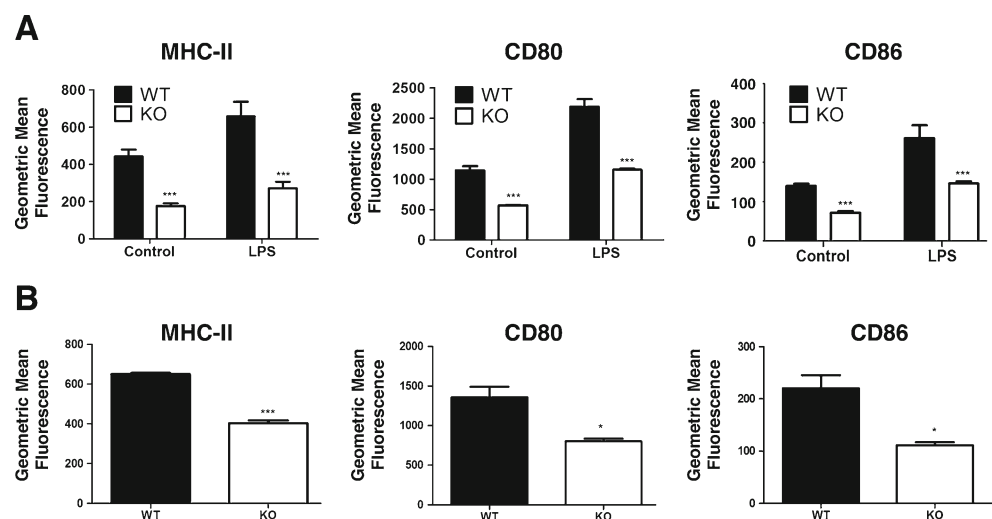 A
MHC-II
Geometric Mean
Fluorescence
800
600
400
200
0
WT
KO
***
***
Control
LPS
CD80
Geometric Mean
Fluorescence
2500
2000
1500
1000
500
0
WT
KO
***
***
Control
LPS
CD86
Geometric Mean
Fluorescence
400
300
200
100
0
WT
KO
***
***
Control
LPS
B
MHC-II
Geometric Mean
Fluorescence
800
600
400
200
0
***
WT
KO
CD80
Geometric Mean
Fluorescence
2000
1500
1000
500
0
*
WT
KO
CD86
Geometric Mean
Fluorescence
300
200
100
0
*
WT
KO